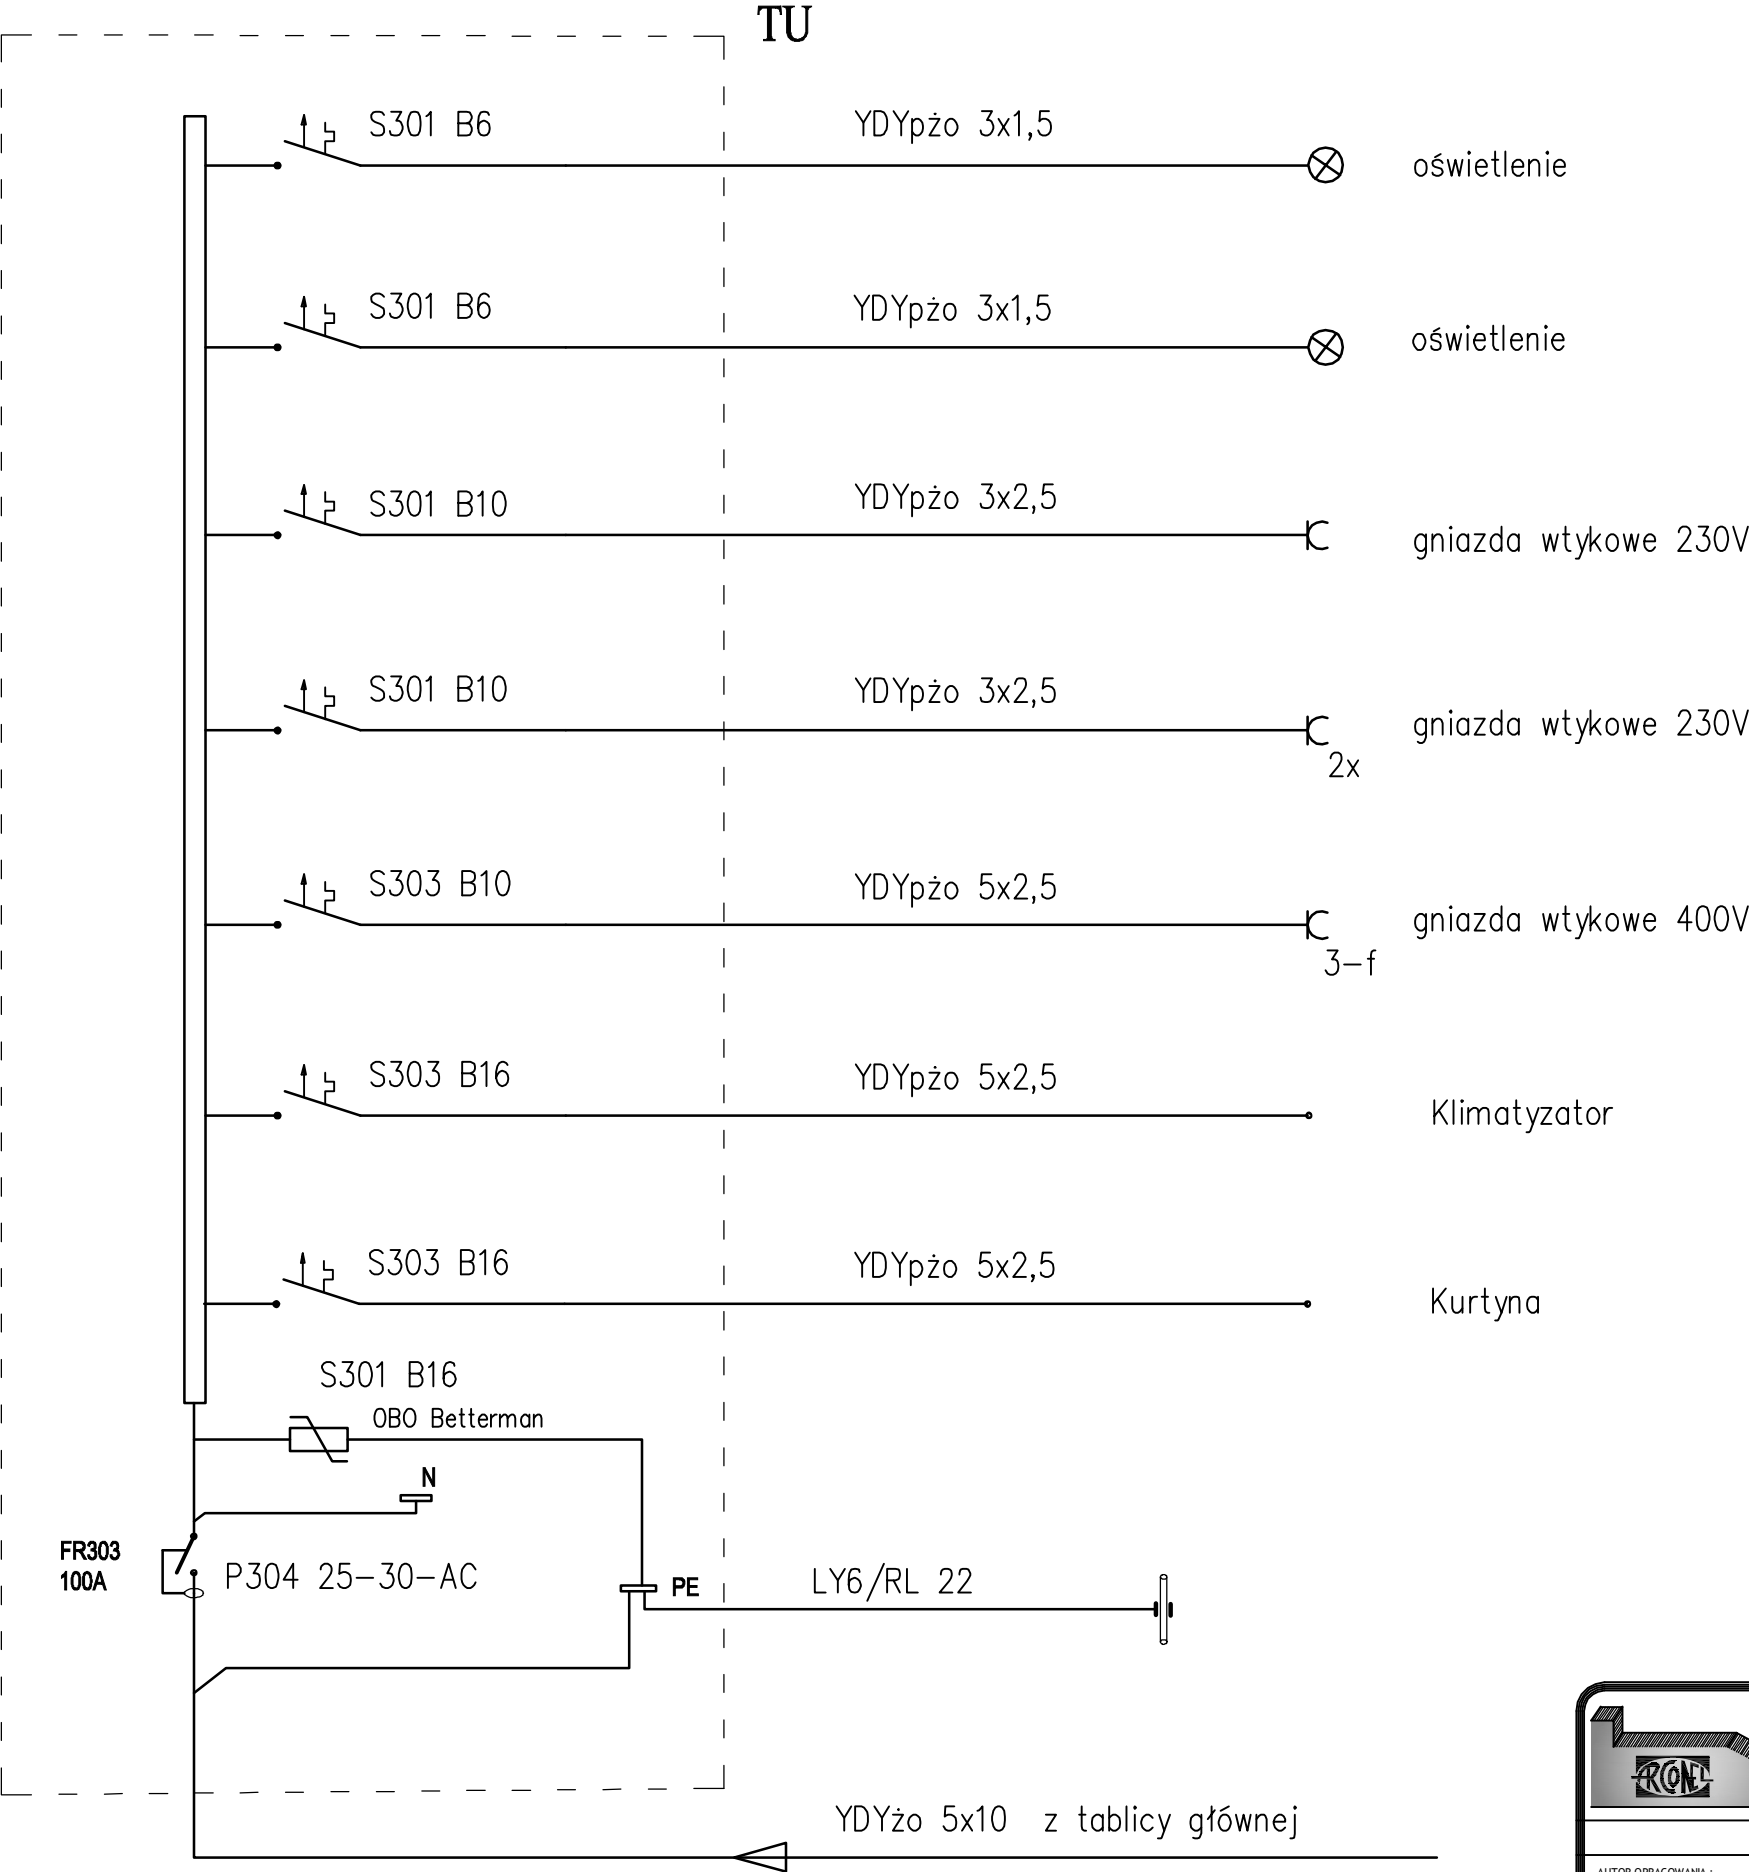 TU
S301 B6 YDYpżo 3x1,5
oświetlenie
S301 B6 YDYpżo 3x1,5
oświetlenie
S301 B10 YDYpżo 3x2,5
gniazda wtykowe 230V
S301 B10 YDYpżo 3x2,5
gniazda wtykowe 230V
2x
S303 B10 YDYpżo 5x2,5
gniazda wtykowe 400V
3-f
S303 B16 YDYpżo 5x2,5
Klimatyzator
S303 B16 YDYpżo 5x2,5
Kurtyna
S301 B16
OBO Betterman
N
FR303
100A
P304 25-30-AC
PE
LY6/RL 22
YDYżo 5x10 z tablicy głównej
ARCONEL
AUTOR OPRACOWANIA :